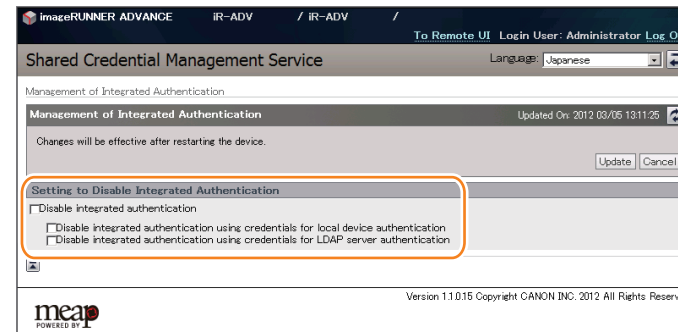 imageRUNNER ADVANCE iR-ADV / iR-ADV /
To Remote UI Login User: Administrator Log O
Shared Credential Management Service Language: Japanese
Management of Integrated Authentication
Management of Integrated Authentication Updated On: 2012 03/05 13:11:25
Changes will be effective after restarting the device.
Update Cancel
Setting to Disable Integrated Authentication
Disable integrated authentication
Disable integrated authentication using credentials for local device authentication
Disable integrated authentication using credentials for LDAP server authentication
Version 1.1.0.15 Copyright CANON INC. 2012 All Rights Reserv
meap
POWERED BY